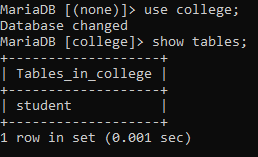 MariaDB [(none)]> use college;
Database changed
MariaDB [college]> show tables;
+-------------------+
| Tables_in_college |
+-------------------+
| student           |
+-------------------+
1 row in set (0.001 sec)